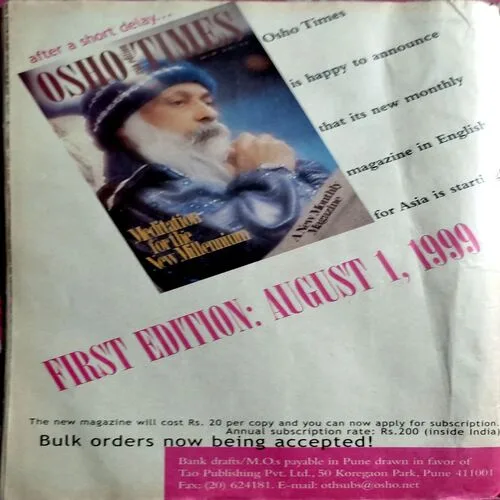 after a short delay...
OSHO TIMES
Meditation
for the
New Millennium
A New Monthly
Magazine
Osho Times
is happy to announce
that its new monthly
magazine in English
for Asia is starti
FIRST EDITION: AUGUST 1, 1999
The new magazine will cost Rs. 20 per copy and you can now apply for subscription.
Annual subscription rate: Rs.200 (inside India)
Bulk orders now being accepted!
Bank drafts/M.O.s payable in Pune drawn in favor of
Tao Publishing Pvt. Ltd., 50 Koregaon Park, Pune 411001
Fax: (20) 624181. E-mail: othsubs@osho.net